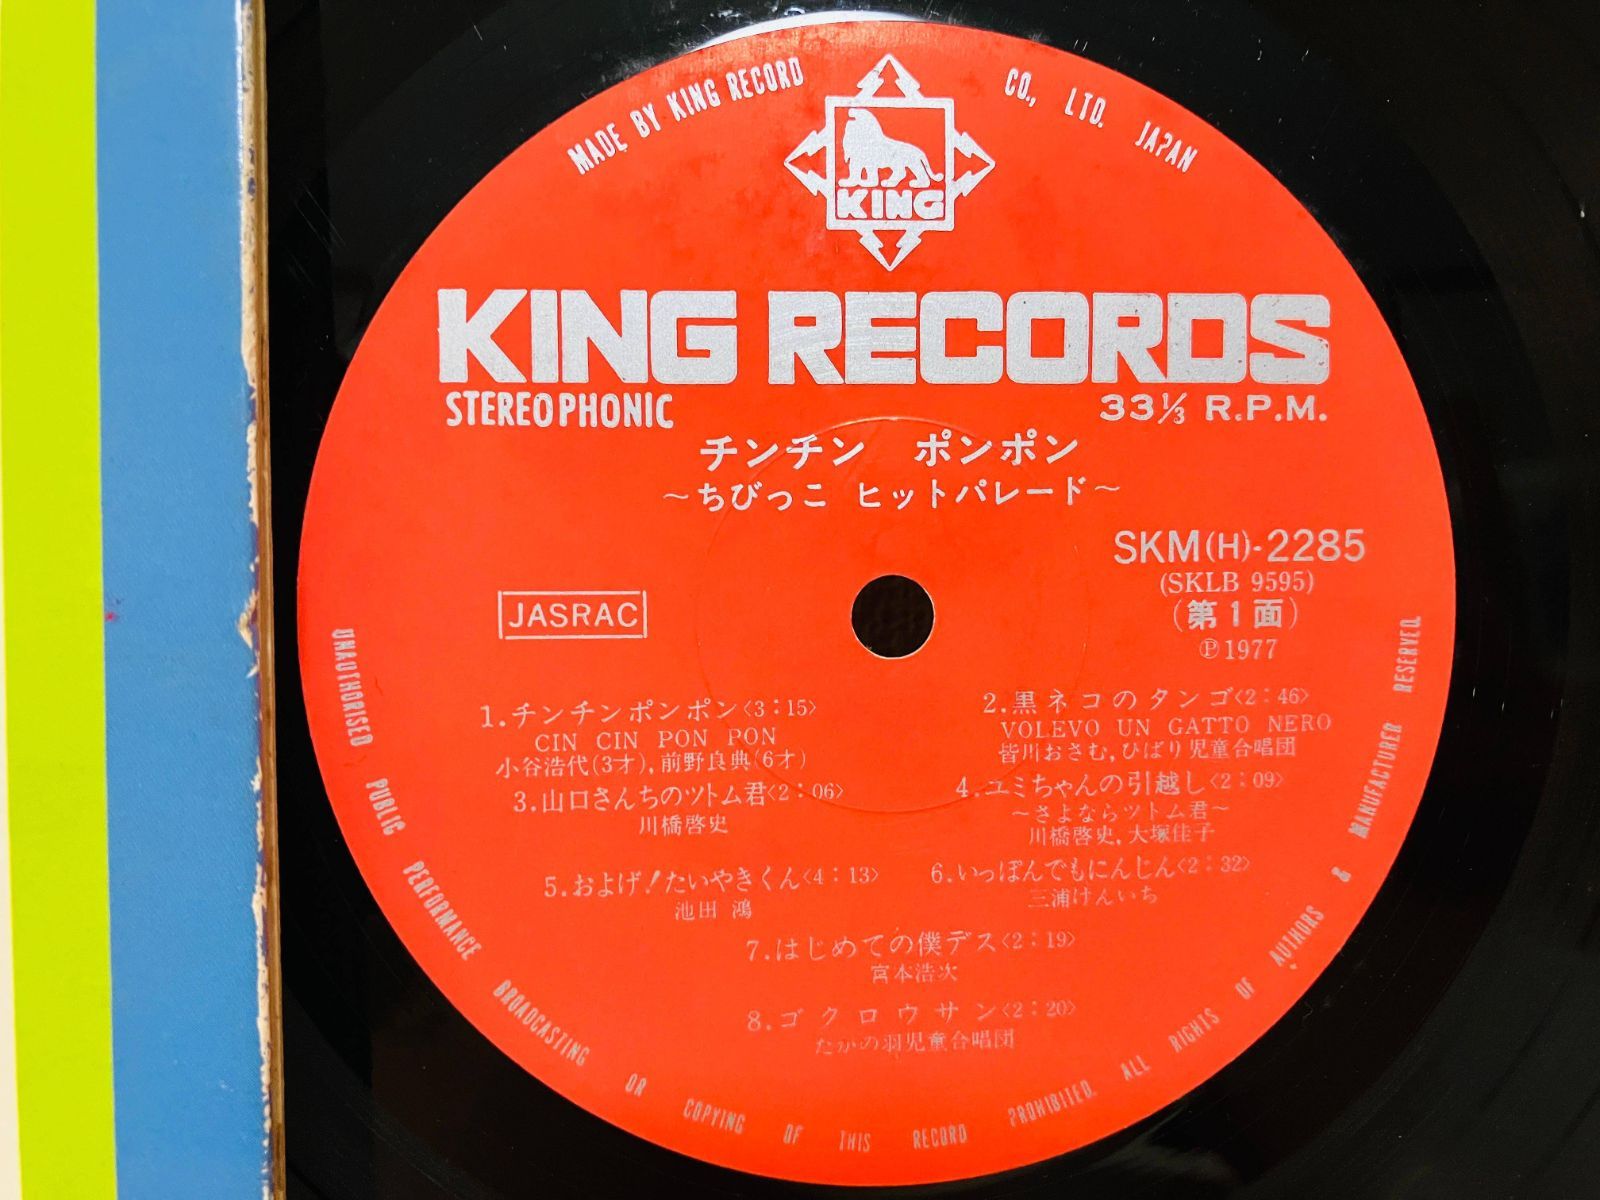 MADE BY KING RECORD CO., LTD. JAPAN
KING
KING RECORDS
STEREOPHONIC
33 1/3 R.P.M.
チンチン ポンポン
〜ちびっこ ヒットパレード〜
SKM(H)-2285
(SKLB 9595)
(第1面)
℗1977
JASRAC
1.チンチンポンポン<3:15>
CIN CIN PON PON
小谷浩代(3才),前野良典(6才)
2.黒ネコのタンゴ<2:46>
VOLEVO UN GATTO NERO
皆川おさむ,ひばり児童合唱団
3.山口さんちのツトム君<2:06>
川橋啓史
4.ユミちゃんの引越し<2:09>
〜さよならツトム君〜
川橋啓史,大塚佳子
5.およげ!たいやきくん<4:13>
池田 鴻
6.いっぽんでもにんじん<2:32>
三浦けんいち
7.はじめての僕デス<2:19>
宮本浩次
8.ゴクロウサン<2:20>
たかの羽児童合唱団
UNAUTHORISED PUBLIC PERFORMANCE BROADCASTING OR COPYING OF THIS RECORD PROHIBITED. ALL RIGHTS OF AUTHORS & MANUFACTURER RESERVED.